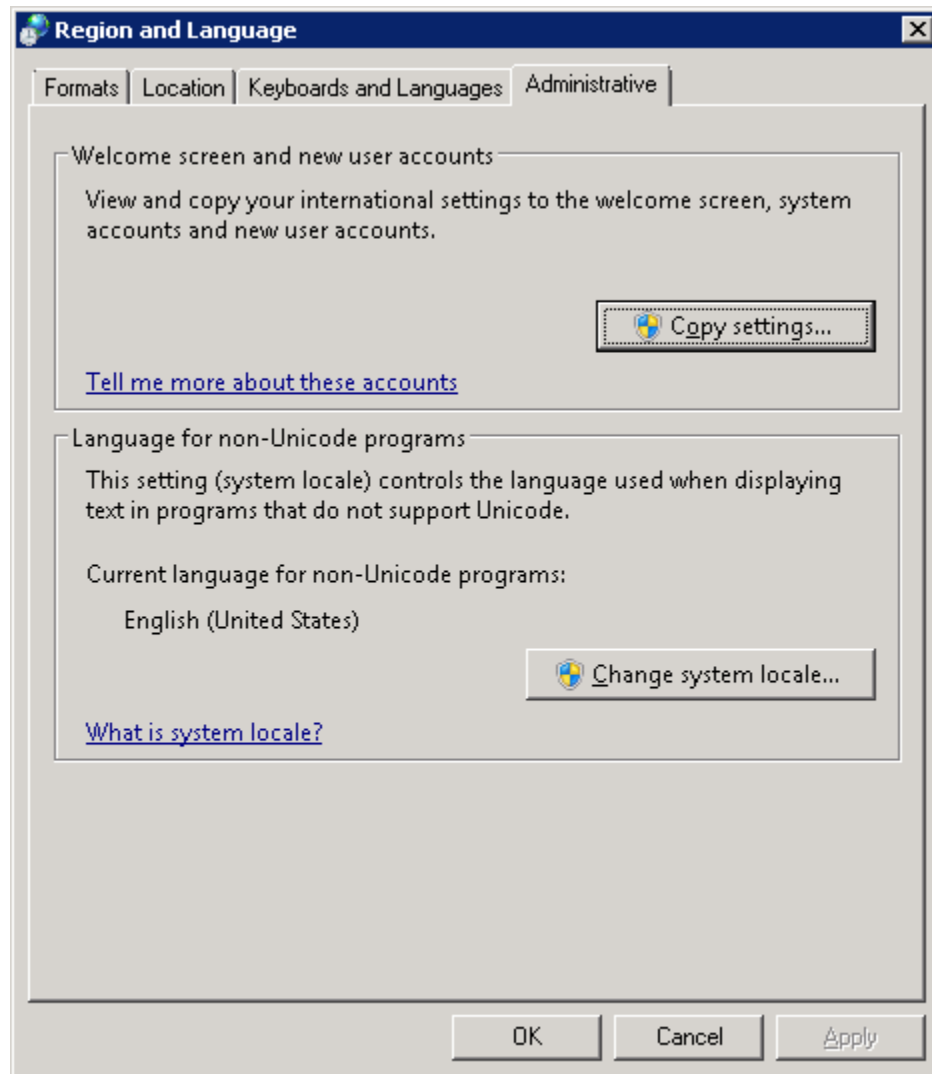 Region and Language
Formats Location Keyboards and Languages Administrative
Welcome screen and new user accounts
View and copy your international settings to the welcome screen, system
accounts and new user accounts.
Copy settings...
Tell me more about these accounts
Language for non-Unicode programs
This setting (system locale) controls the language used when displaying
text in programs that do not support Unicode.
Current language for non-Unicode programs:
English (United States)
Change system locale...
What is system locale?
OK Cancel Apply